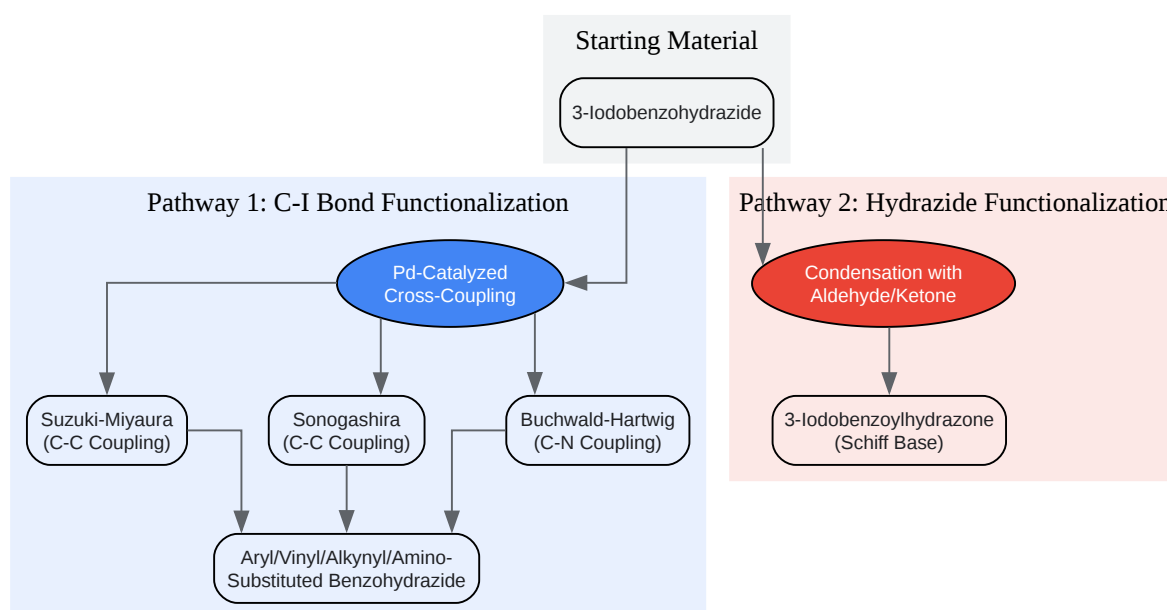 Starting Material
3-Iodobenzohydrazide
Pathway 1: C-I Bond Functionalization
Pathway 2: Hydrazide Functionalization
Pd-Catalyzed
Cross-Coupling
Condensation with
Aldehyde/Ketone
Suzuki-Miyaura
(C-C Coupling)
Sonogashira
(C-C Coupling)
Buchwald-Hartwig
(C-N Coupling)
3-Iodobenzoylhydrazone
(Schiff Base)
Aryl/Vinyl/Alkynyl/Amino-
Substituted Benzohydrazide